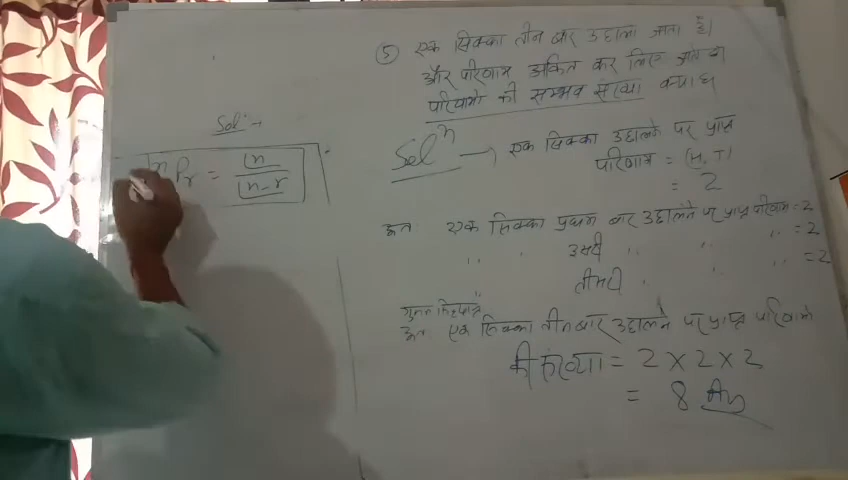 Sol :→
ⁿPᵣ = |n / |n-r
⑤ एक सिक्का तीन बार उछाला जाता है।
और परिणाम अंकित कर लिए जाते
परिणामों की सम्भव संख्या क्या
Solⁿ → एक सिक्का उछालने पर प्राप्त
परिणाम = (H, T)
= 2
अतः एक सिक्का प्रथम बार उछालने पर प्राप्त परिणाम = 2
,, ,, दूसरी ,, ,, ,, = 2
तीसरी ,, ,, ,, = 2
गुणन
अतः एक सिक्का तीन बार उछालने पर प्राप्त परिणामो
की संख्या = 2 × 2 × 2
= 8 Ans